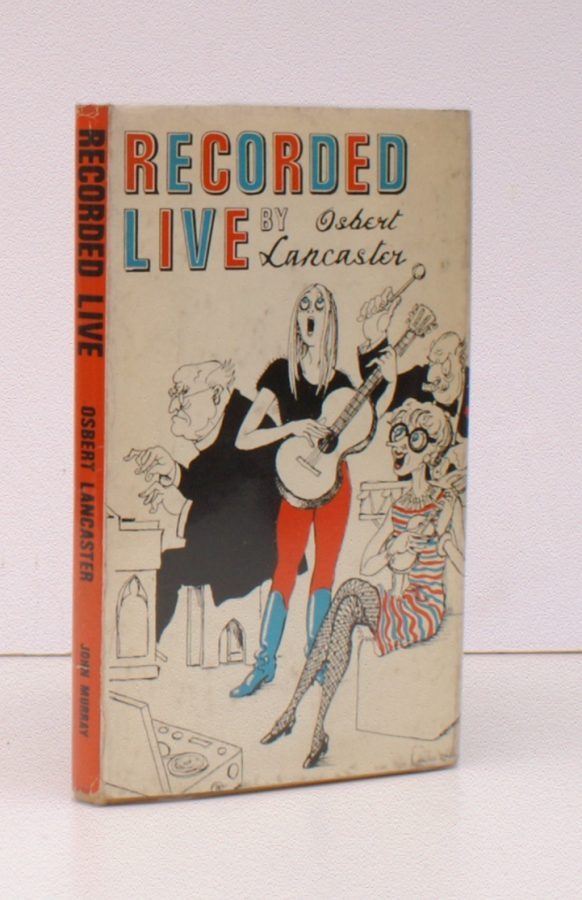 RECORDED
LIVE BY Osbert
Lancaster
RECORDED LIVE
OSBERT LANCASTER
JOHN MURRAY